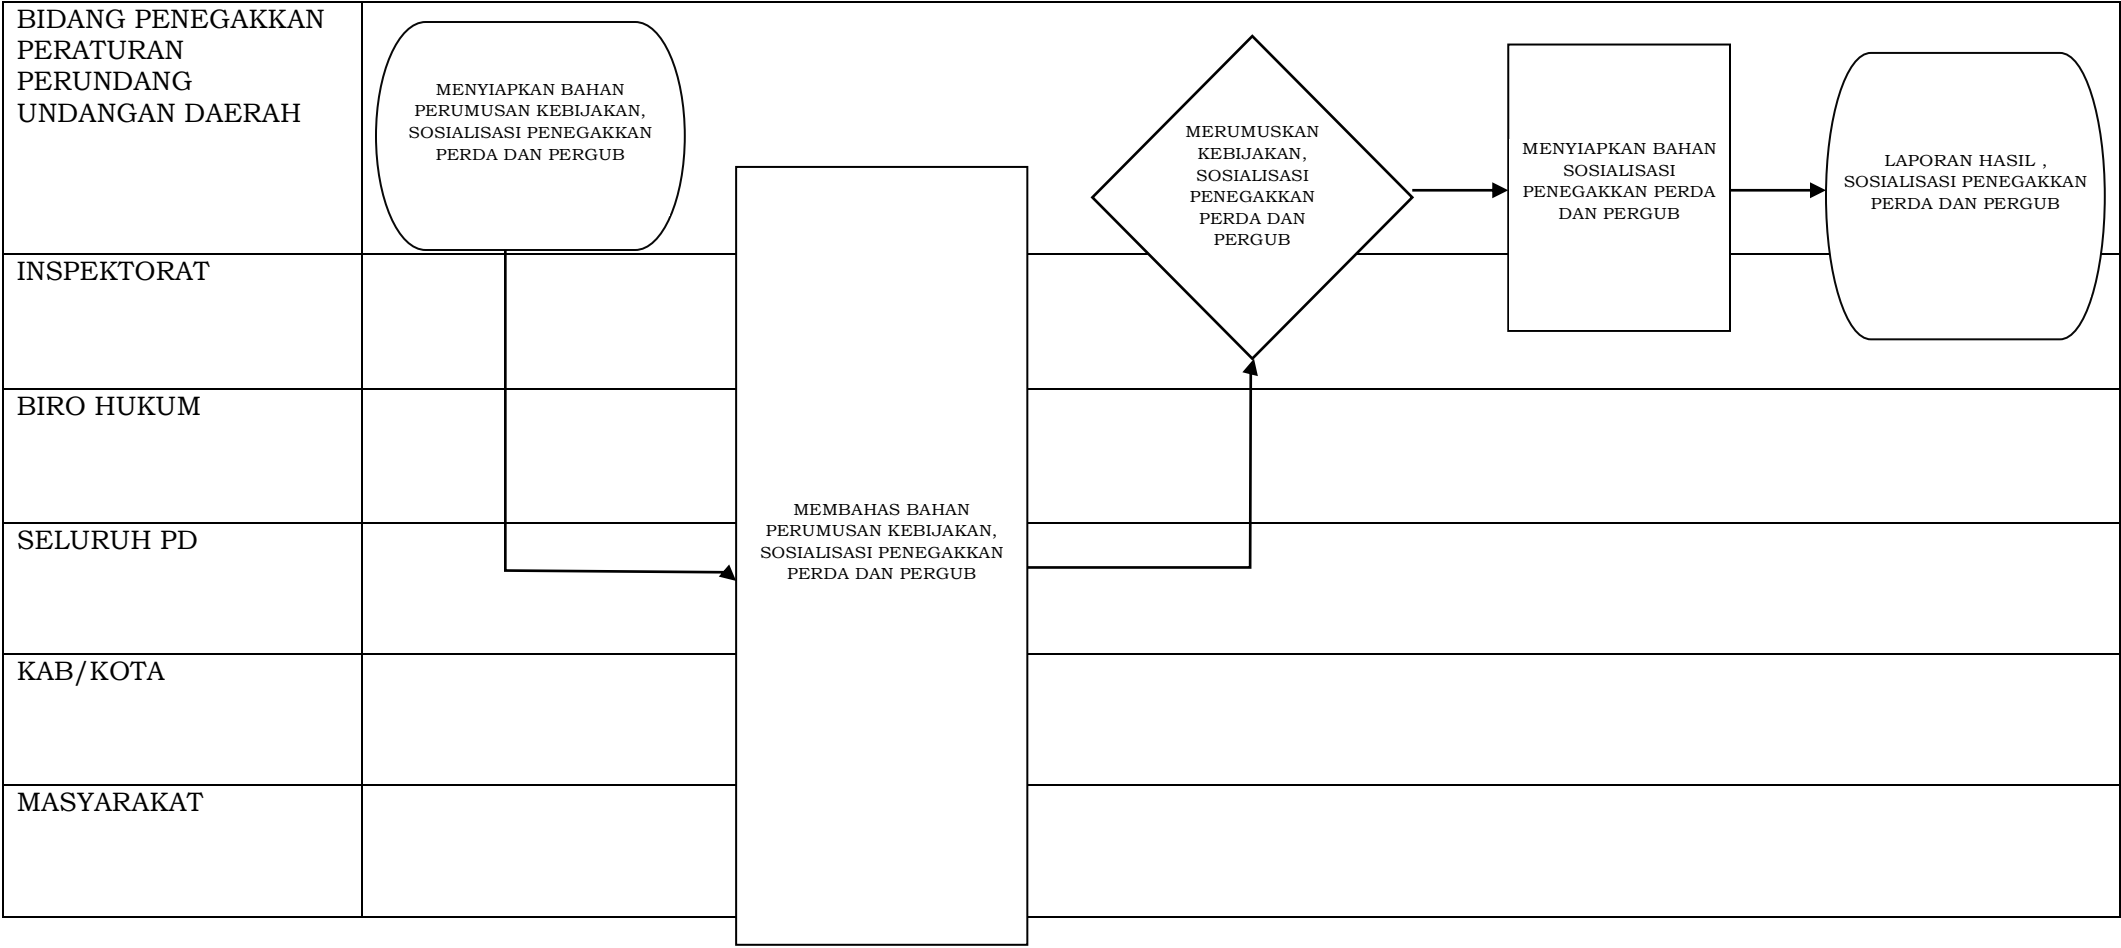 BIDANG PENEGAKKAN
PERATURAN
PERUNDANG
UNDANGAN DAERAH
MENYIAPKAN BAHAN
PERUMUSAN KEBIJAKAN,
SOSIALISASI PENEGAKKAN
PERDA DAN PERGUB
MERUMUSKAN
KEBIJAKAN,
SOSIALISASI
PENEGAKKAN
PERDA DAN
PERGUB
MENYIAPKAN BAHAN
SOSIALISASI
PENEGAKKAN PERDA
DAN PERGUB
LAPORAN HASIL ,
SOSIALISASI PENEGAKKAN
PERDA DAN PERGUB
INSPEKTORAT
BIRO HUKUM
MEMBAHAS BAHAN
PERUMUSAN KEBIJAKAN,
SOSIALISASI PENEGAKKAN
PERDA DAN PERGUB
SELURUH PD
KAB/KOTA
MASYARAKAT